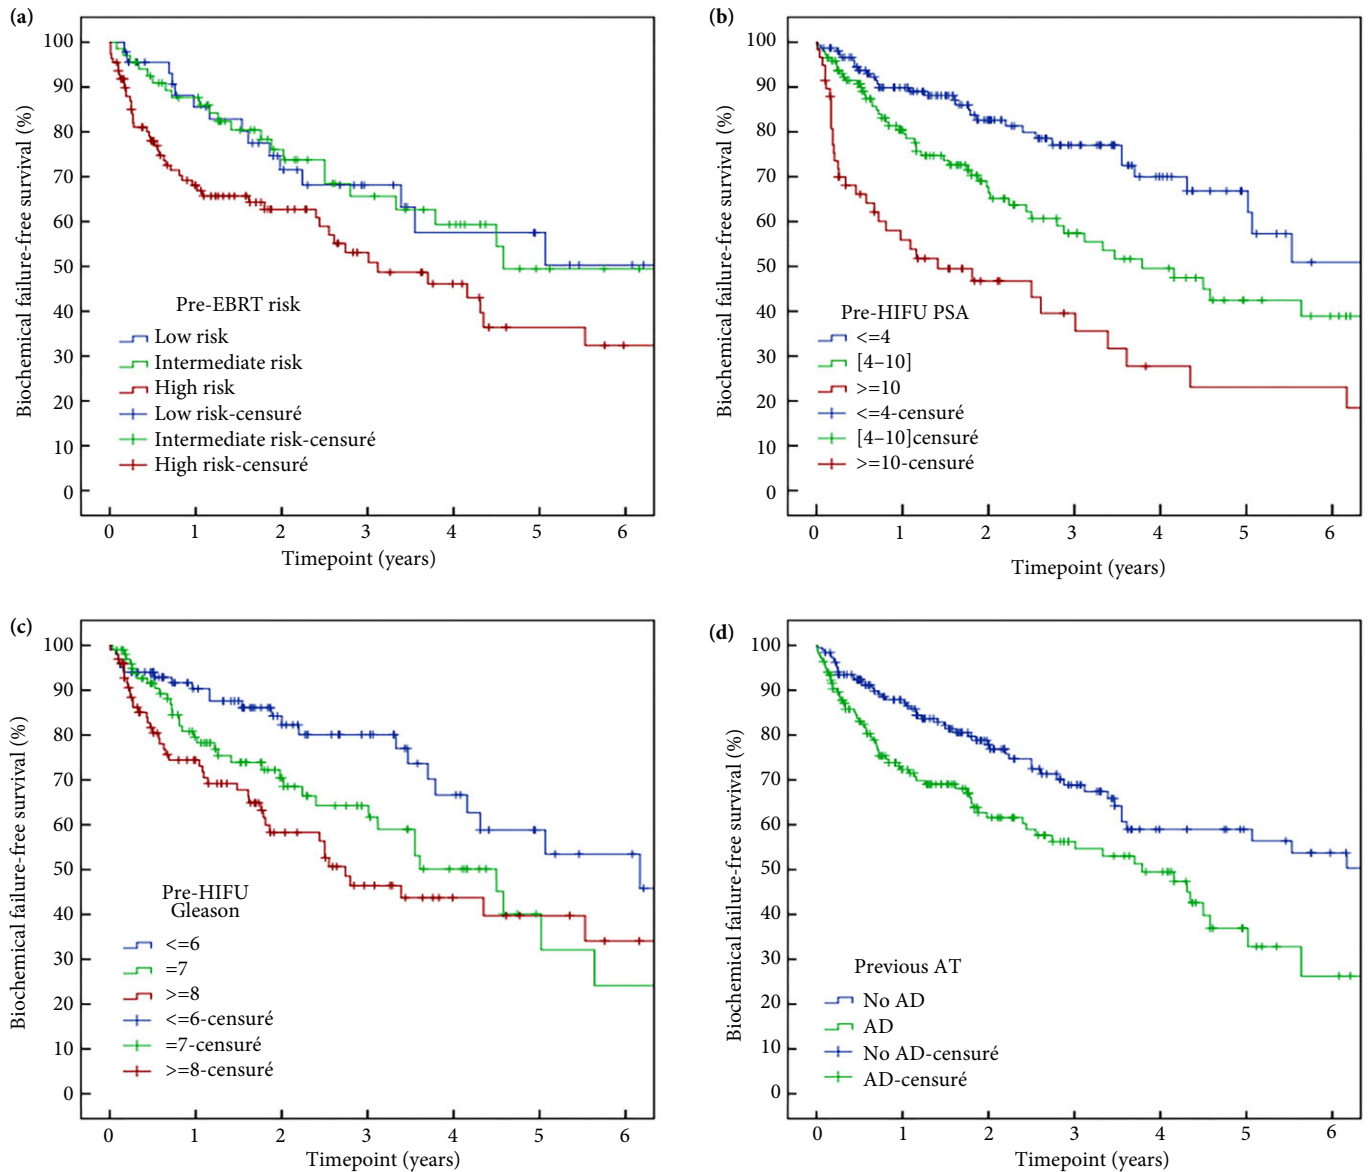 (a)
Biochemical failure-free survival (%)
100
90
80
70
60
50
40
30
20
10
0
Pre-EBRT risk
Low risk
Intermediate risk
High risk
Low risk-censuré
Intermediate risk-censuré
High risk-censuré
0 1 2 3 4 5 6
Timepoint (years)
(b)
Biochemical failure-free survival (%)
100
90
80
70
60
50
40
30
20
10
0
Pre-HIFU PSA
<=4
[4–10]
>=10
<=4-censuré
[4–10]censuré
>=10-censuré
0 1 2 3 4 5 6
Timepoint (years)
(c)
Biochemical failure-free survival (%)
100
90
80
70
60
50
40
30
20
10
0
Pre-HIFU
Gleason
<=6
=7
>=8
<=6-censuré
=7-censuré
>=8-censuré
0 1 2 3 4 5 6
Timepoint (years)
(d)
Biochemical failure-free survival (%)
100
90
80
70
60
50
40
30
20
10
0
Previous AT
No AD
AD
No AD-censuré
AD-censuré
0 1 2 3 4 5 6
Timepoint (years)